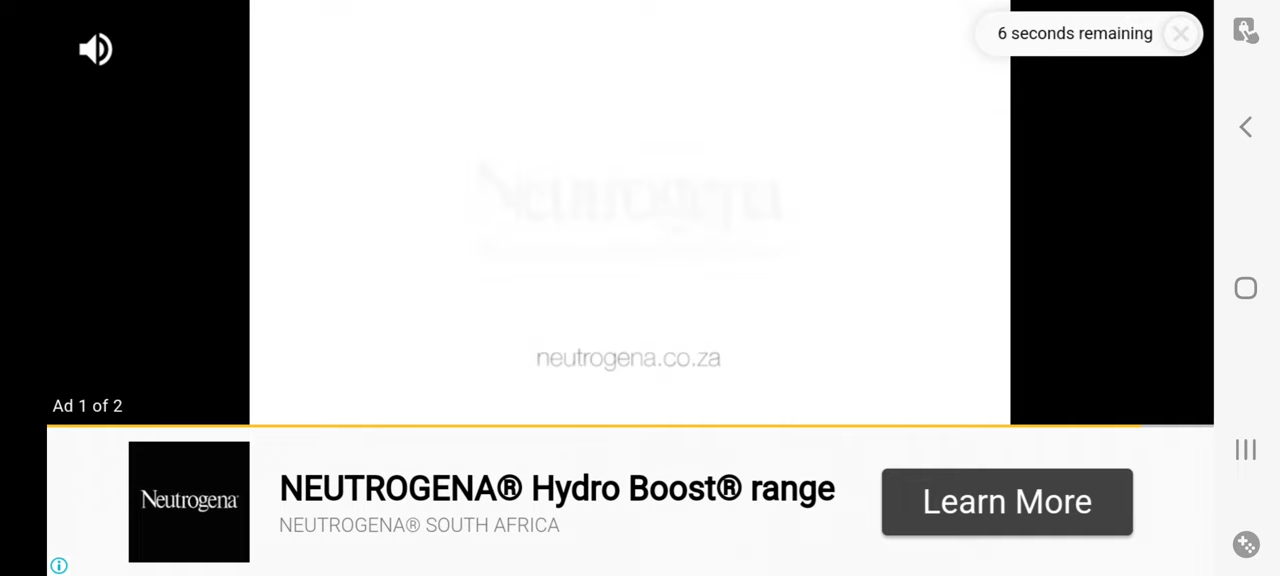 6 seconds remaining
Neutrogena
neutrogena.co.za
Ad 1 of 2
Neutrogena
NEUTROGENA® Hydro Boost® range
NEUTROGENA® SOUTH AFRICA
Learn More